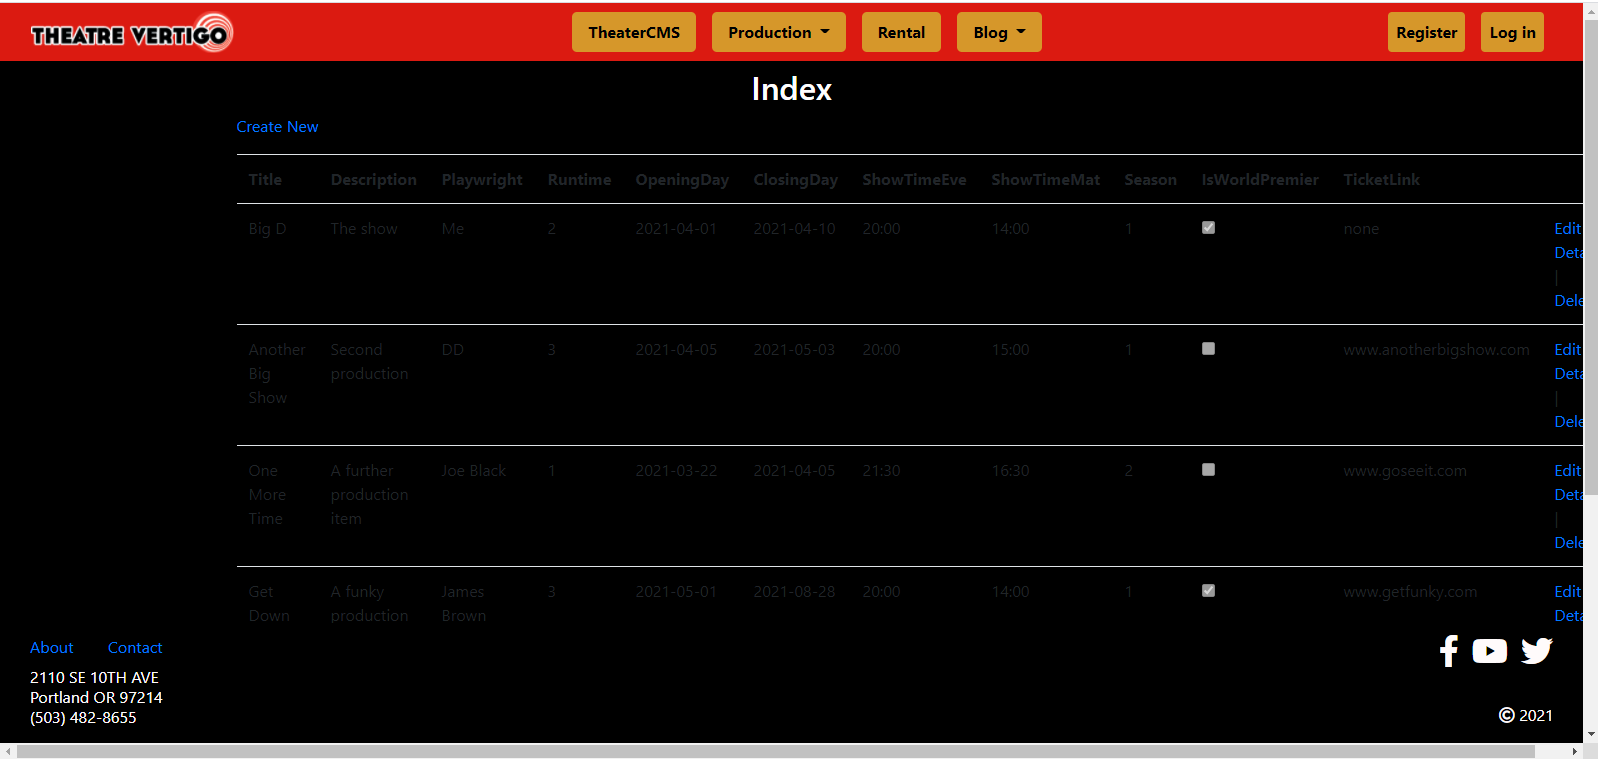 THEATRE VERTIGO TheaterCMS Production Rental Blog Register Log in
Index
Create New
Title Description Playwright Runtime OpeningDay ClosingDay ShowTimeEve ShowTimeMat Season IsWorldPremier TicketLink
Big D The show Me 2 2021-04-01 2021-04-10 20:00 14:00 1 none Edit
Deta
|
Dele
Another Second DD 3 2021-04-05 2021-05-03 20:00 15:00 1 www.anotherbigshow.com Edit
Big production Deta
Show |
Dele
One A further Joe Black 1 2021-03-22 2021-04-05 21:30 16:30 2 www.goseeit.com Edit
More production Deta
Time item |
Dele
Get A funky James 3 2021-05-01 2021-08-28 20:00 14:00 1 www.getfunky.com Edit
Down production Brown Deta
About Contact
2110 SE 10TH AVE
Portland OR 97214
(503) 482-8655
© 2021